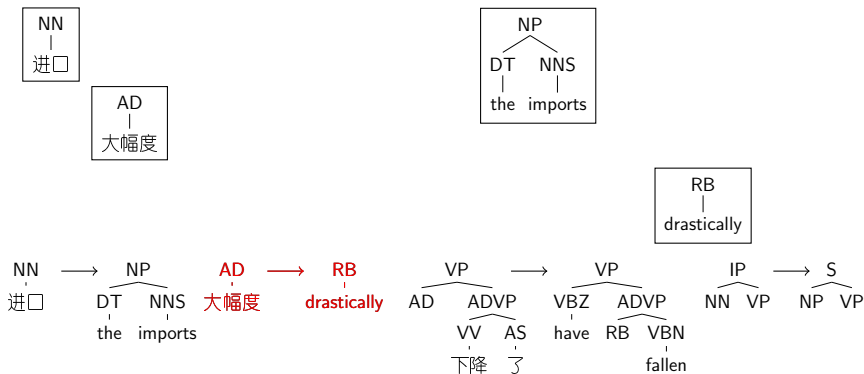 NN
进口
AD
大幅度
NP
DT NNS
the imports
RB
drastically
NN → NP AD → RB VP → VP IP → S
进口 DT NNS 大幅度 drastically AD ADVP VBZ ADVP NN VP NP VP
the imports VV AS have RB VBN
下降 了 fallen